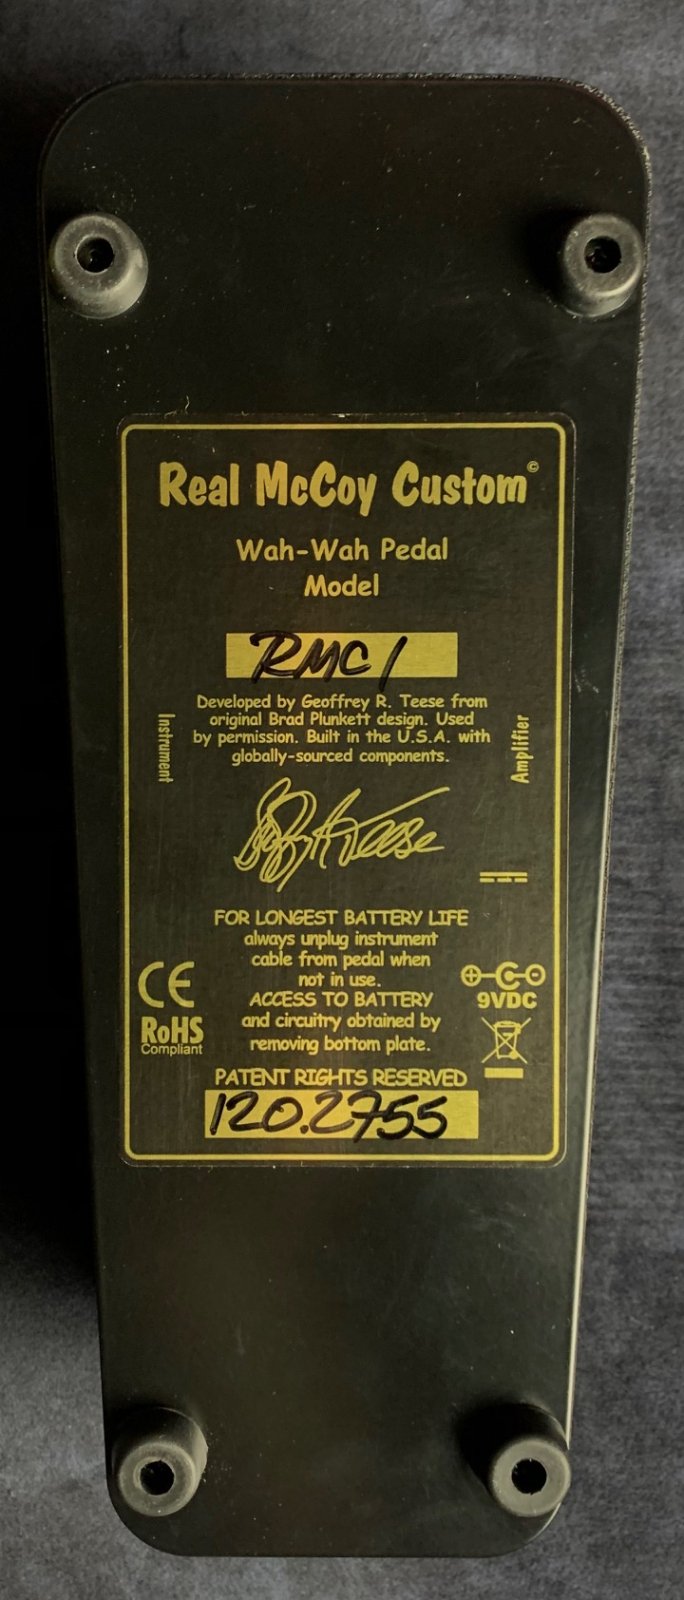 Real McCoy Custom©
Wah-Wah Pedal
Model
RMC1
Developed by Geoffrey R. Teese from
original Brad Plunkett design. Used
by permission. Built in the U.S.A. with
globally-sourced components.
Instrument
Amplifier
Geoffrey R Teese
FOR LONGEST BATTERY LIFE
always unplug instrument
cable from pedal when
not in use.
ACCESS TO BATTERY
and circuitry obtained by
removing bottom plate.
CE
RoHS
Compliant
9VDC
PATENT RIGHTS RESERVED
120.2755